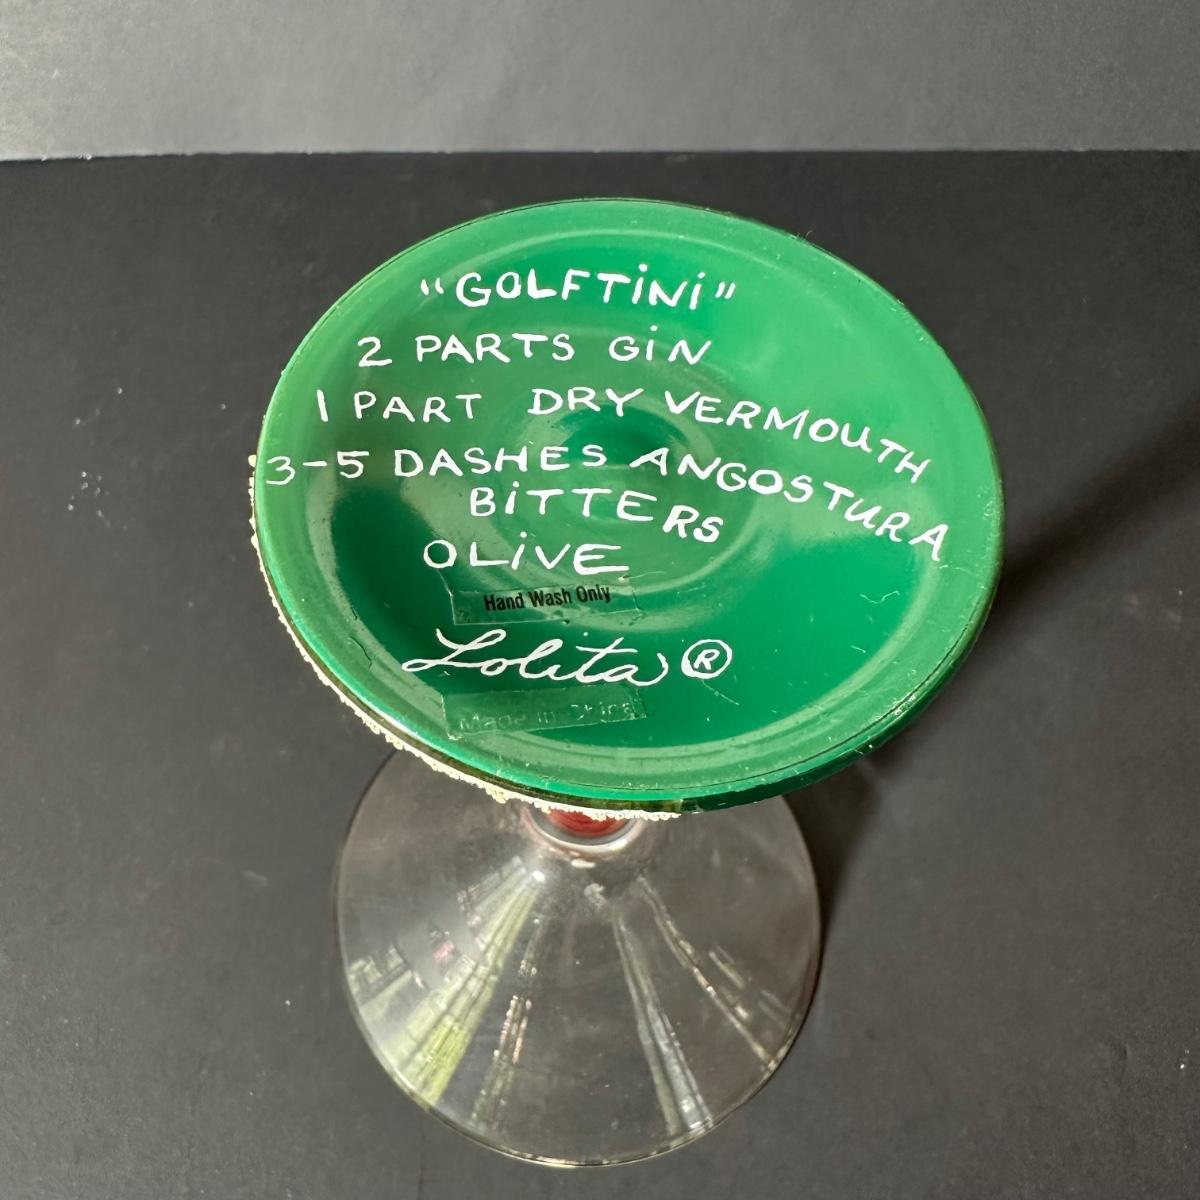 "GOLFTiNi"
2 PARTS GiN
1 PART DRY VERMOUTH
3-5 DASHES ANGOSTURA
BiTTERS
OLiVE
Hand Wash Only
Lolita®
Made in China